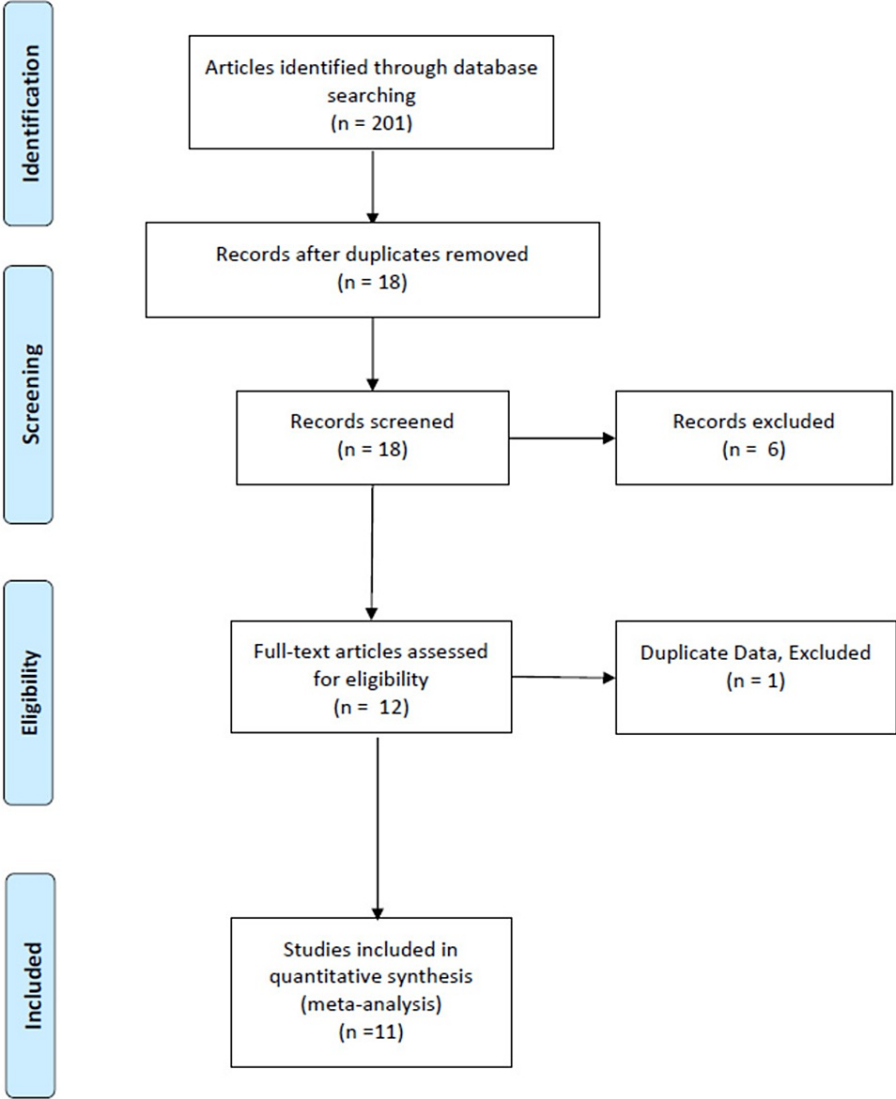 Identification
Articles identified through database
searching
(n = 201)
Records after duplicates removed
(n = 18)
Screening
Records screened
(n = 18)
Records excluded
(n = 6)
Eligibility
Full-text articles assessed
for eligibility
(n = 12)
Duplicate Data, Excluded
(n = 1)
Included
Studies included in
quantitative synthesis
(meta-analysis)
(n =11)